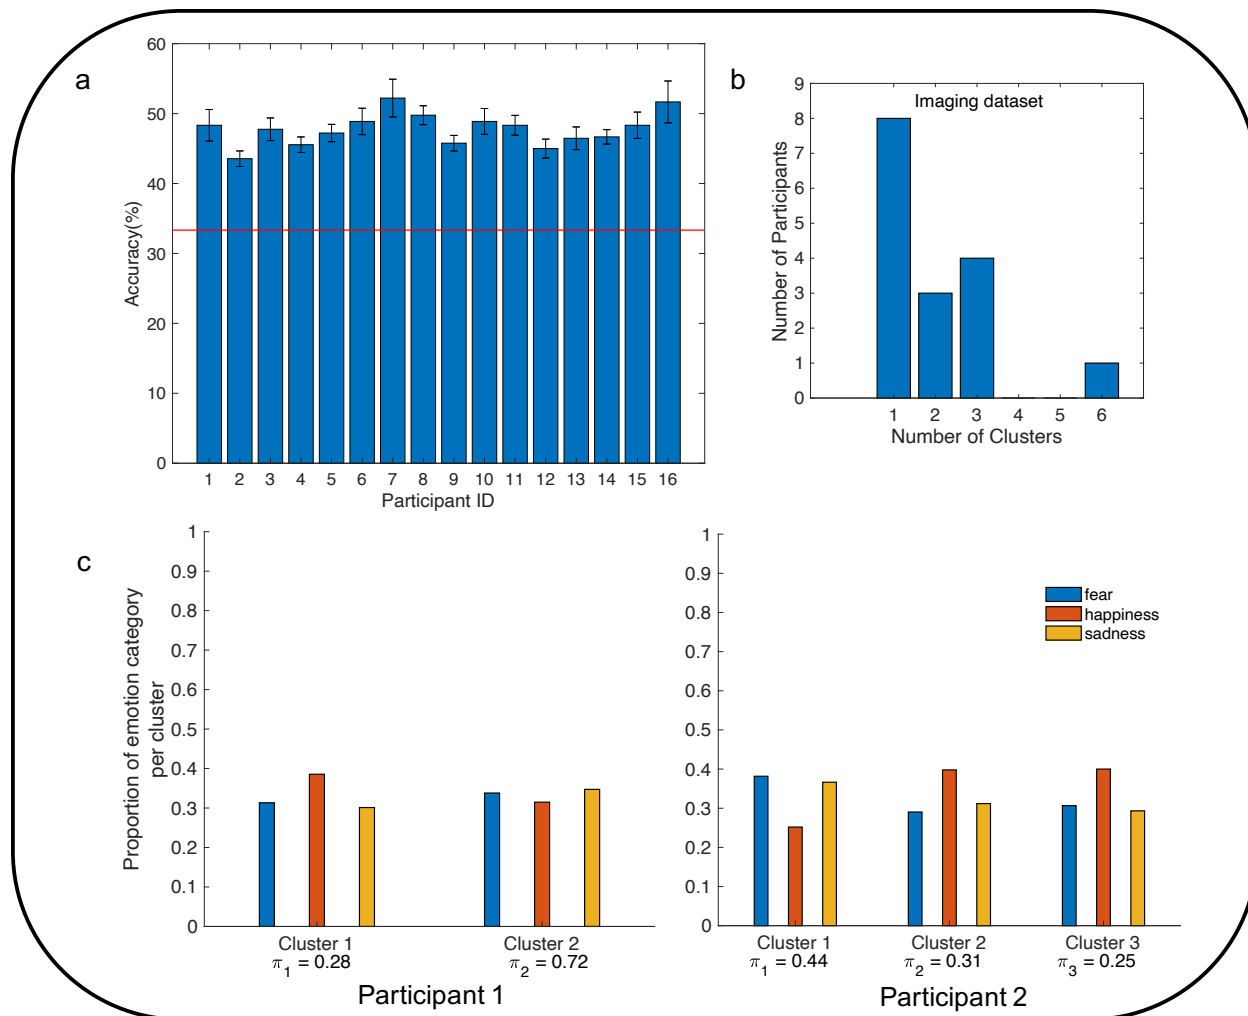 a
60
50
40
30
20
10
0
Accuracy(%)
1 2 3 4 5 6 7 8 9 10 11 12 13 14 15 16
Participant ID
b
Imaging dataset
9
8
7
6
5
4
3
2
1
0
Number of Participants
1 2 3 4 5 6
Number of Clusters
c
1
0.9
0.8
0.7
0.6
0.5
0.4
0.3
0.2
0.1
0
Proportion of emotion category
per cluster
Cluster 1 Cluster 2
π1 = 0.28 π2 = 0.72
Participant 1
1
0.9
0.8
0.7
0.6
0.5
0.4
0.3
0.2
0.1
0
fear
happiness
sadness
Cluster 1 Cluster 2 Cluster 3
π1 = 0.44 π2 = 0.31 π3 = 0.25
Participant 2